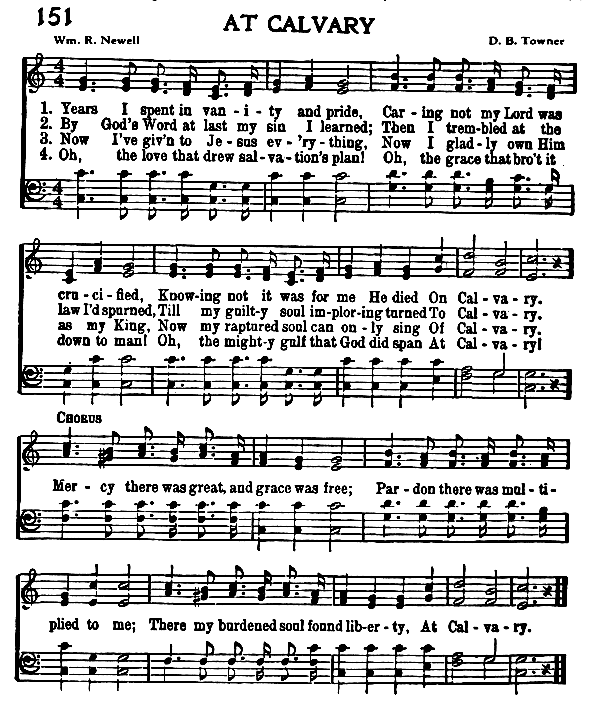 151 AT CALVARY
Wm. R. Newell D. B. Towner
1. Years I spent in van - i - ty and pride, Car - ing not my Lord was
2. By God's Word at last my sin I learned; Then I trem - bled at the
3. Now I've giv'n to Je - sus ev - 'ry - thing, Now I glad - ly own Him
4. Oh, the love that drew sal - va - tion's plan! Oh, the grace that bro't it
cru - ci - fied, Know - ing not it was for me He died On Cal - va - ry.
law I'd spurned, Till my guilt - y soul im - plor - ing turned To Cal - va - ry.
as my King, Now my raptured soul can on - ly sing Of Cal - va - ry.
down to man! Oh, the might - y gulf that God did span At Cal - va - ry!
CHORUS
Mer - cy there was great, and grace was free; Par - don there was mul - ti -
plied to me; There my burdened soul found lib - er - ty, At Cal - va - ry.